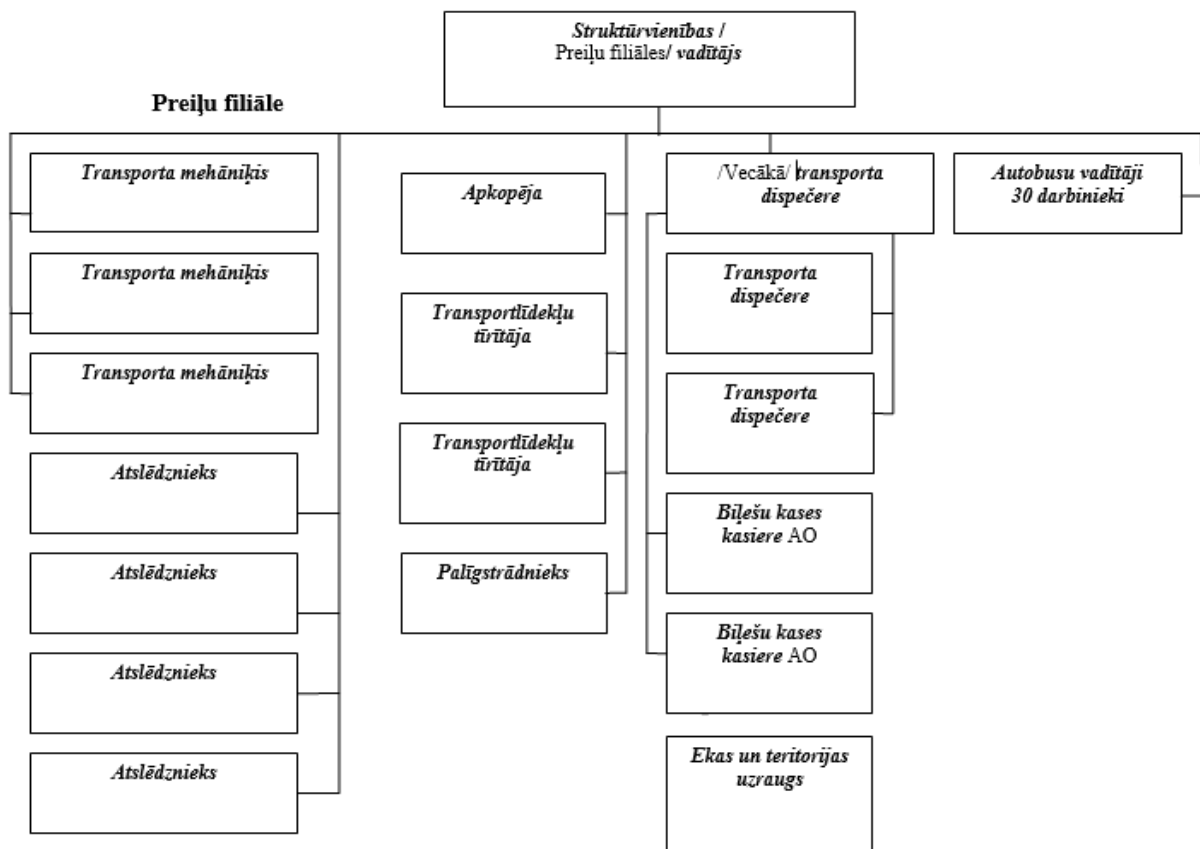 Struktūrvienības /
Preiļu filiāles/ vadītājs
Preiļu filiāle
Transporta mehāniķis
Transporta mehāniķis
Transporta mehāniķis
Atslēdznieks
Atslēdznieks
Atslēdznieks
Atslēdznieks
Apkopēja
Transportlīdekļu
tīrītāja
Transportlīdekļu
tīrītāja
Palīgstrādnieks
/Vecākā/ transporta
dispečere
Transporta
dispečere
Transporta
dispečere
Biļešu kases
kasiere AO
Biļešu kases
kasiere AO
Ekas un teritorijas
uzraugs
Autobusu vadītāji
30 darbinieki